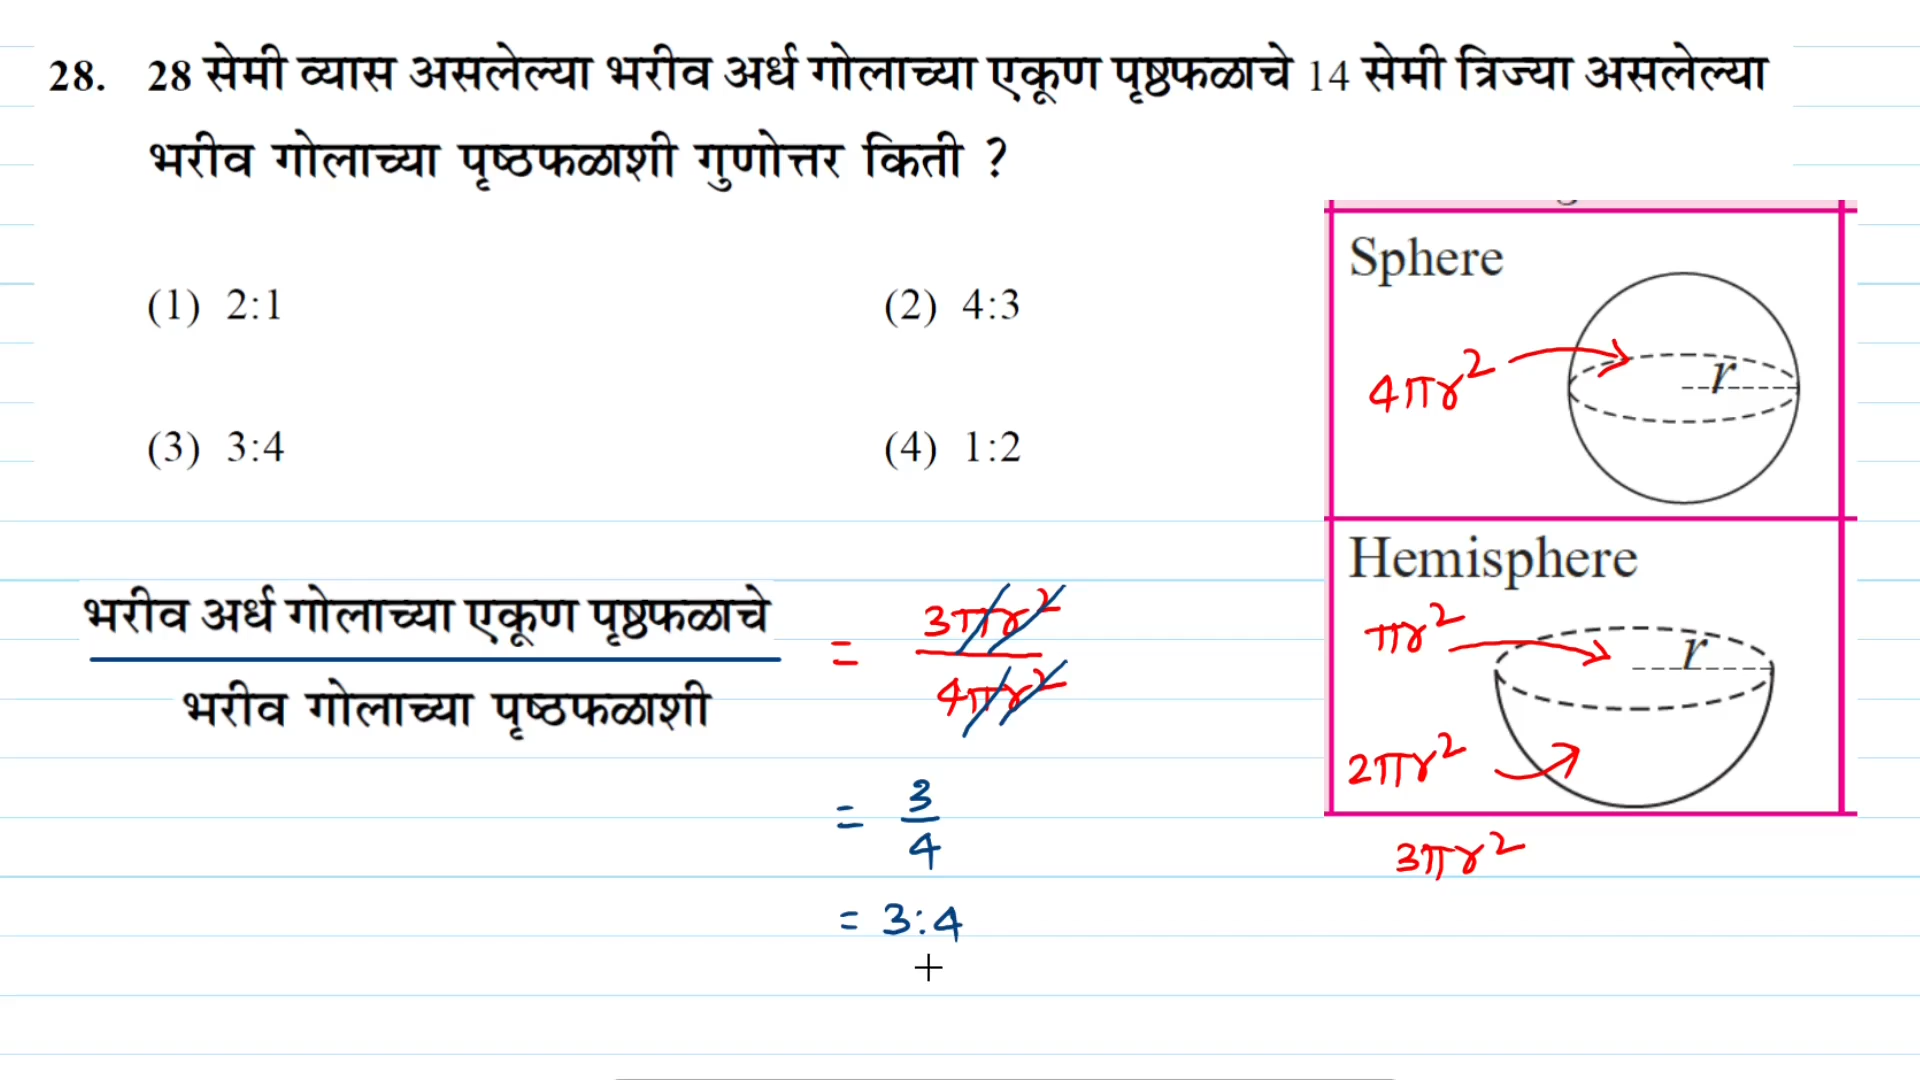 28. 28 सेमी व्यास असलेल्या भरीव अर्ध गोलाच्या एकूण पृष्ठफळाचे 14 सेमी त्रिज्या असलेल्या
भरीव गोलाच्या पृष्ठफळाशी गुणोत्तर किती ?
(1) 2:1 (2) 4:3
(3) 3:4 (4) 1:2
Sphere
4πr²
r
Hemisphere
πr²
r
2πr²
3πr²
भरीव अर्ध गोलाच्या एकूण पृष्ठफळाचे
भरीव गोलाच्या पृष्ठफळाशी
= 3πr²
4πr²
= 3
4
= 3:4